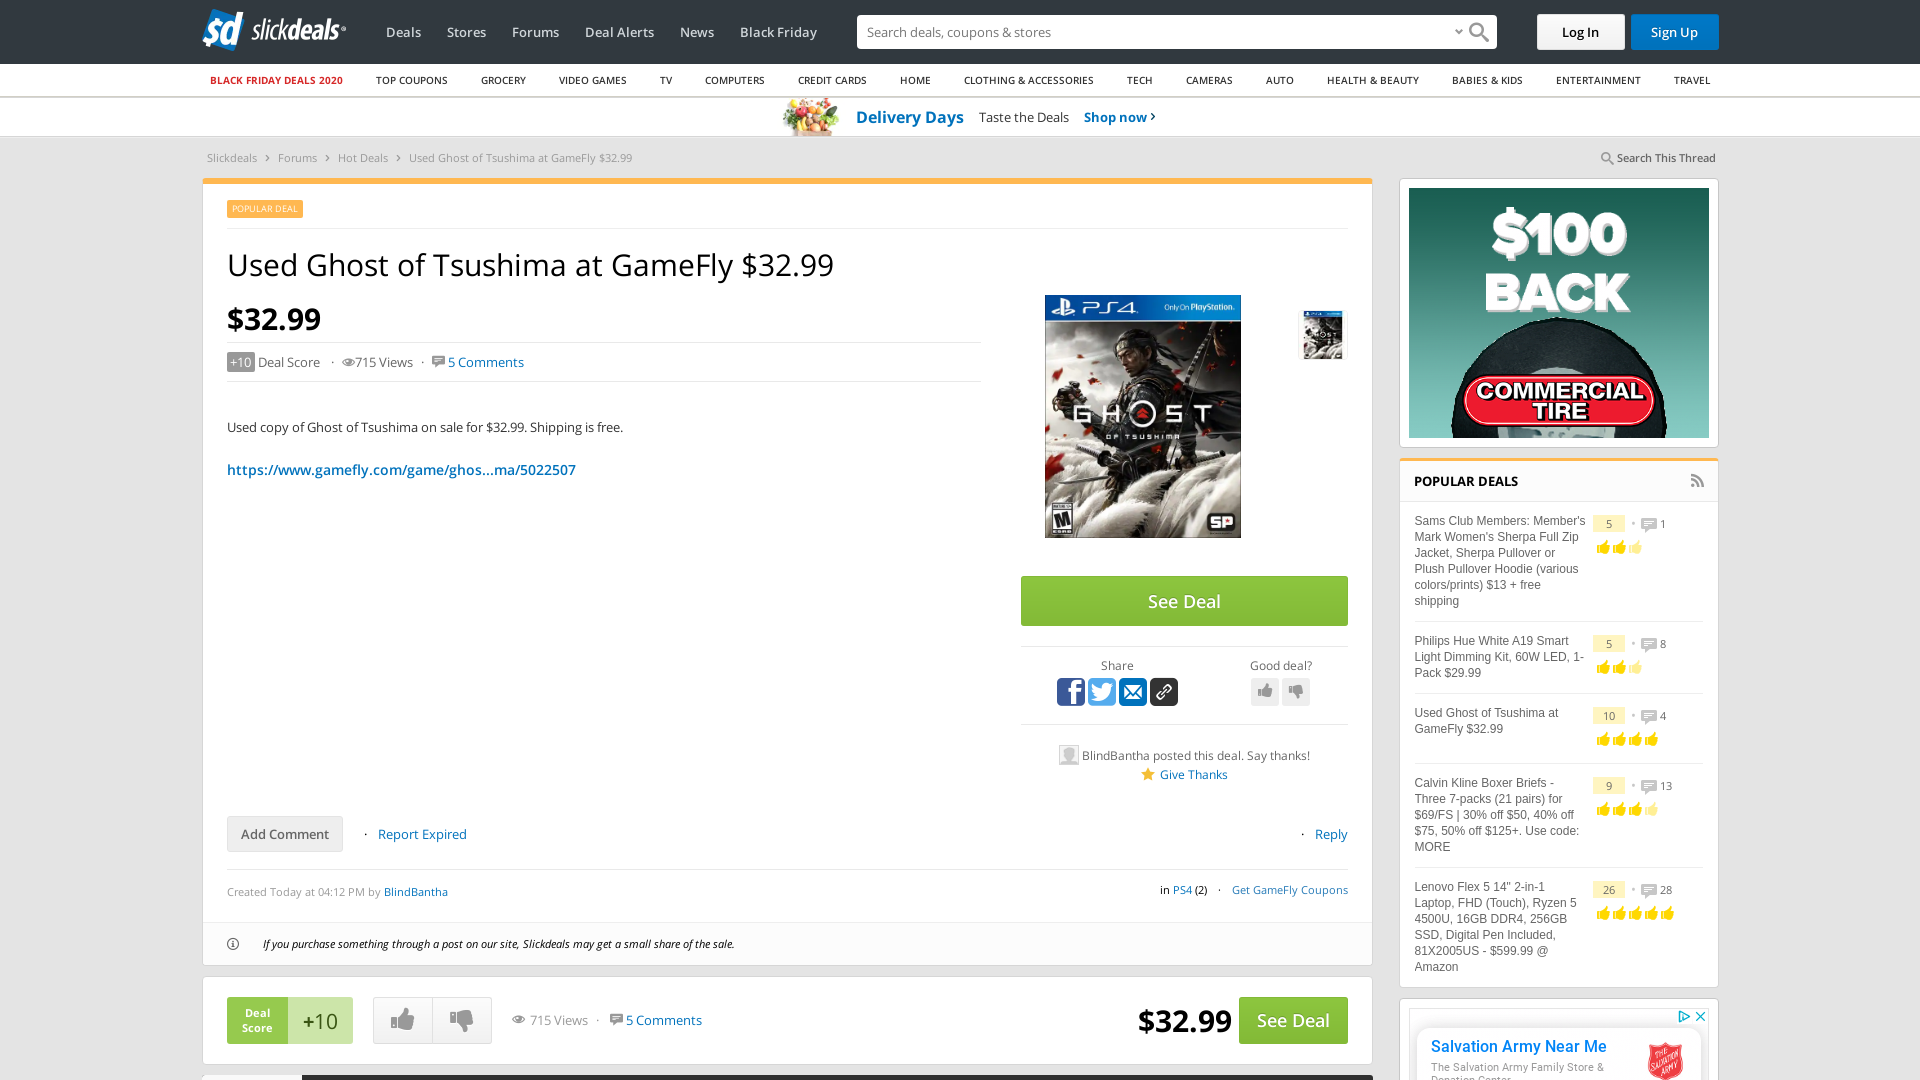 sd slickdeals
Deals Stores Forums Deal Alerts News Black Friday
Search deals, coupons & stores
Log In Sign Up
BLACK FRIDAY DEALS 2020 TOP COUPONS GROCERY VIDEO GAMES TV COMPUTERS CREDIT CARDS HOME CLOTHING & ACCESSORIES TECH CAMERAS AUTO HEALTH & BEAUTY BABIES & KIDS ENTERTAINMENT TRAVEL
Delivery Days Taste the Deals Shop now
Slickdeals Forums Hot Deals Used Ghost of Tsushima at GameFly $32.99
Search This Thread
POPULAR DEAL
Used Ghost of Tsushima at GameFly $32.99
$32.99
+10 Deal Score · 715 Views · 5 Comments
Used copy of Ghost of Tsushima on sale for $32.99. Shipping is free.
https://www.gamefly.com/game/ghos...ma/5022507
PS4 Only On PlayStation.
GHOST
OF TSUSHIMA
M
SP
See Deal
Share
Good deal?
BlindBantha posted this deal. Say thanks!
Give Thanks
Add Comment · Report Expired
· Reply
Created Today at 04:12 PM by BlindBantha
in PS4 (2) · Get GameFly Coupons
If you purchase something through a post on our site, Slickdeals may get a small share of the sale.
Deal
Score
+10
715 Views · 5 Comments
$32.99 See Deal
$100
BACK
COMMERCIAL
TIRE
POPULAR DEALS
Sams Club Members: Member's
Mark Women's Sherpa Full Zip
Jacket, Sherpa Pullover or
Plush Pullover Hoodie (various
colors/prints) $13 + free
shipping
5 • 1
Philips Hue White A19 Smart
Light Dimming Kit, 60W LED, 1-
Pack $29.99
5 • 8
Used Ghost of Tsushima at
GameFly $32.99
10 • 4
Calvin Kline Boxer Briefs -
Three 7-packs (21 pairs) for
$69/FS | 30% off $50, 40% off
$75, 50% off $125+. Use code:
MORE
9 • 13
Lenovo Flex 5 14" 2-in-1
Laptop, FHD (Touch), Ryzen 5
4500U, 16GB DDR4, 256GB
SSD, Digital Pen Included,
81X2005US - $599.99 @
Amazon
26 • 28
Salvation Army Near Me
The Salvation Army Family Store &
Donation Center
THE
SALVATION
ARMY